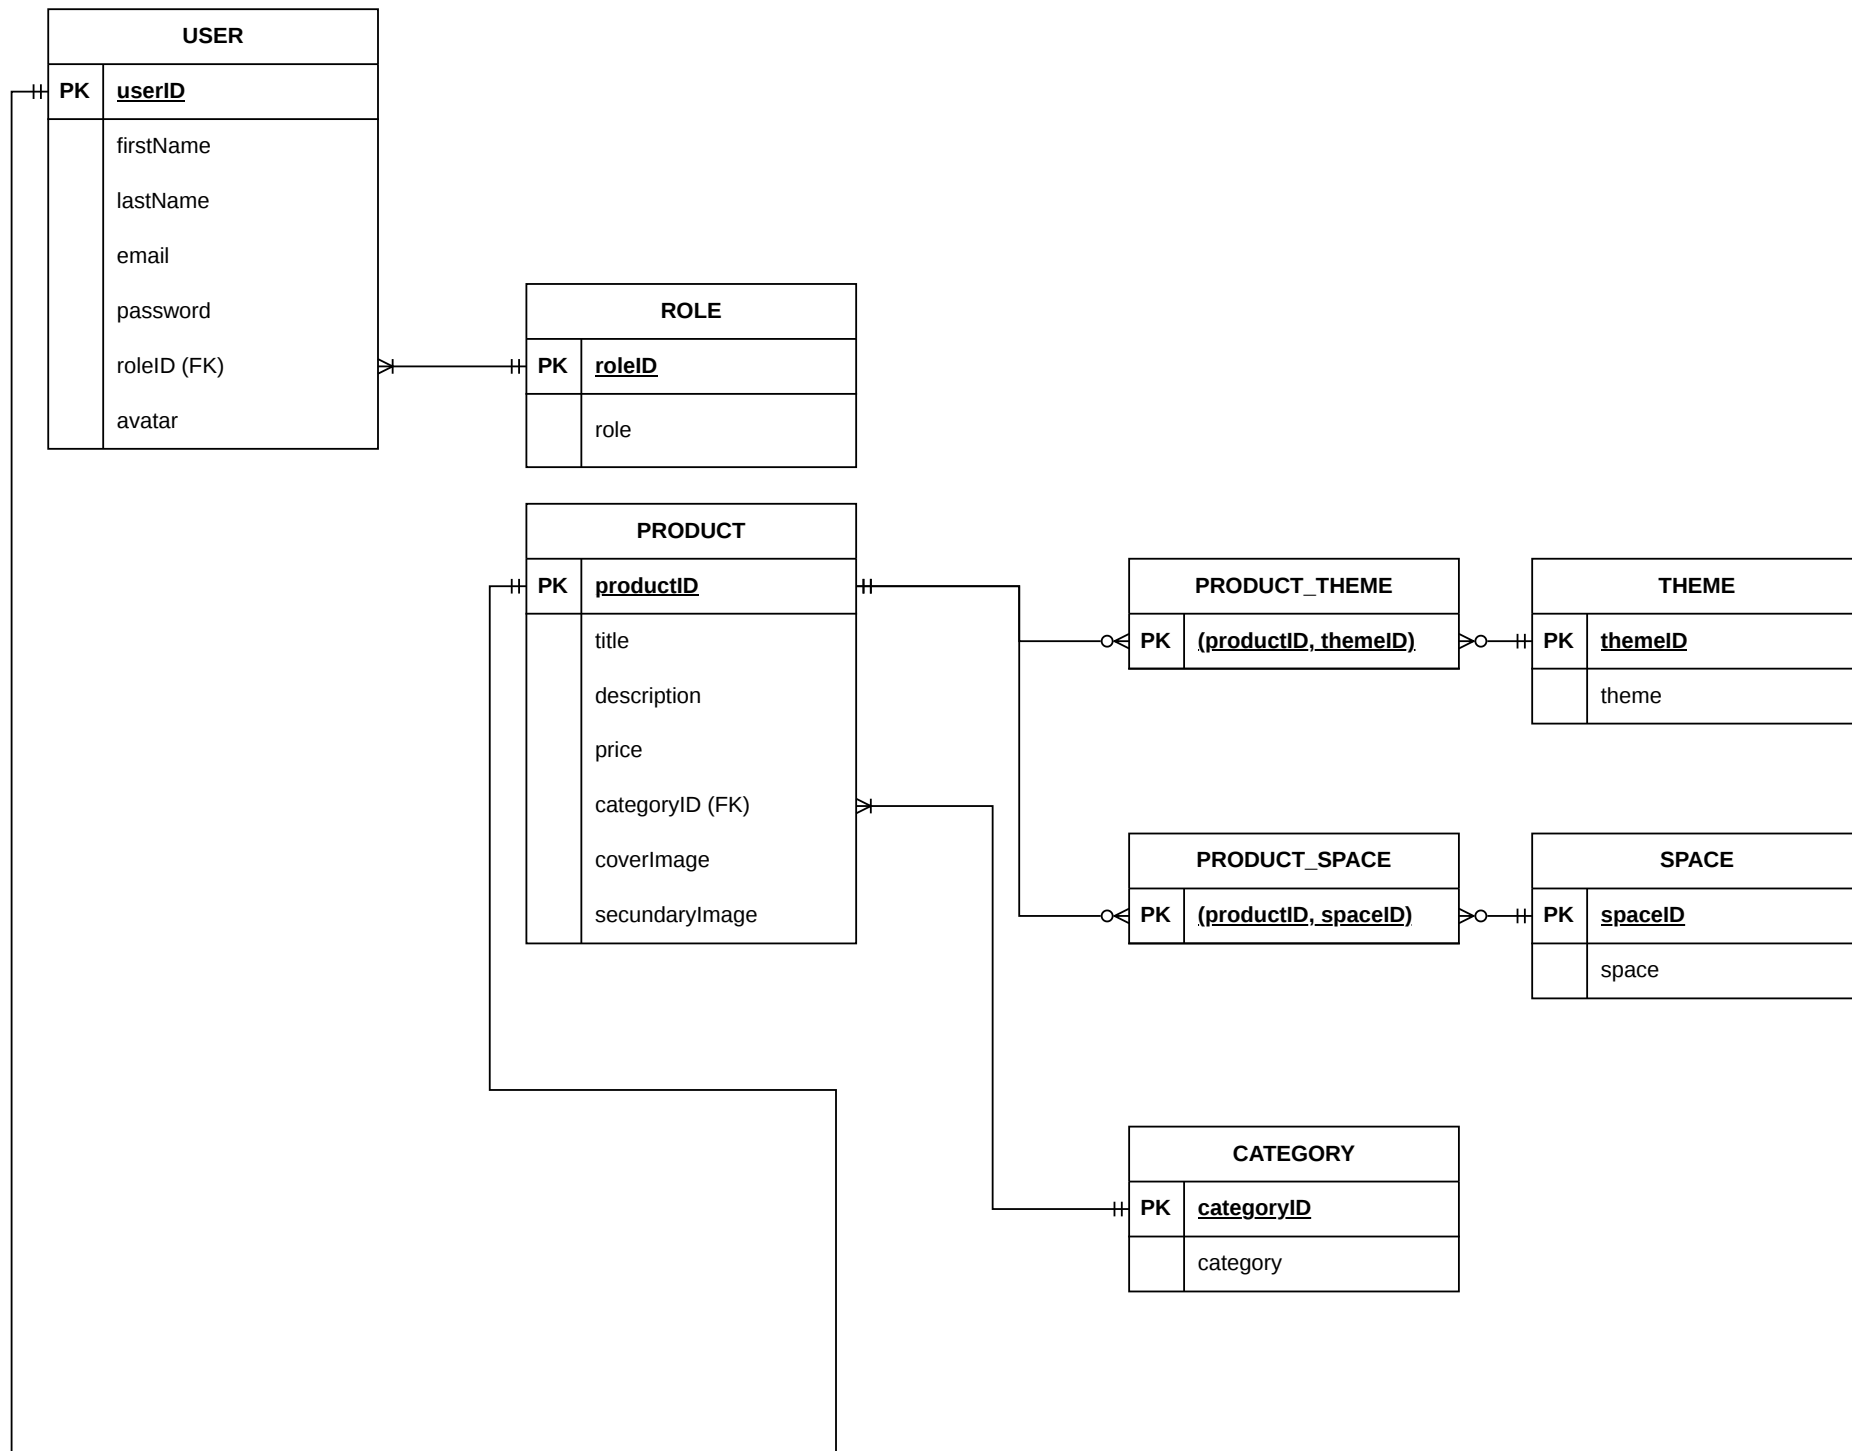 USER
PK userID
firstName
lastName
email
password
roleID (FK)
avatar
ROLE
PK roleID
role
PRODUCT
PK productID
title
description
price
categoryID (FK)
coverImage
secundaryImage
PRODUCT_THEME
PK (productID, themeID)
THEME
PK themeID
theme
PRODUCT_SPACE
PK (productID, spaceID)
SPACE
PK spaceID
space
CATEGORY
PK categoryID
category